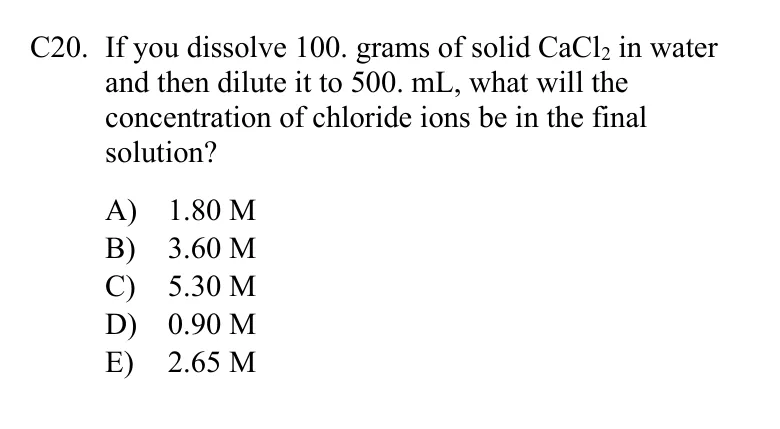 C20. If you dissolve 100. grams of solid CaCl₂ in water
and then dilute it to 500. mL, what will the
concentration of chloride ions be in the final
solution?
A) 1.80 M
B) 3.60 M
C) 5.30 M
D) 0.90 M
E) 2.65 M